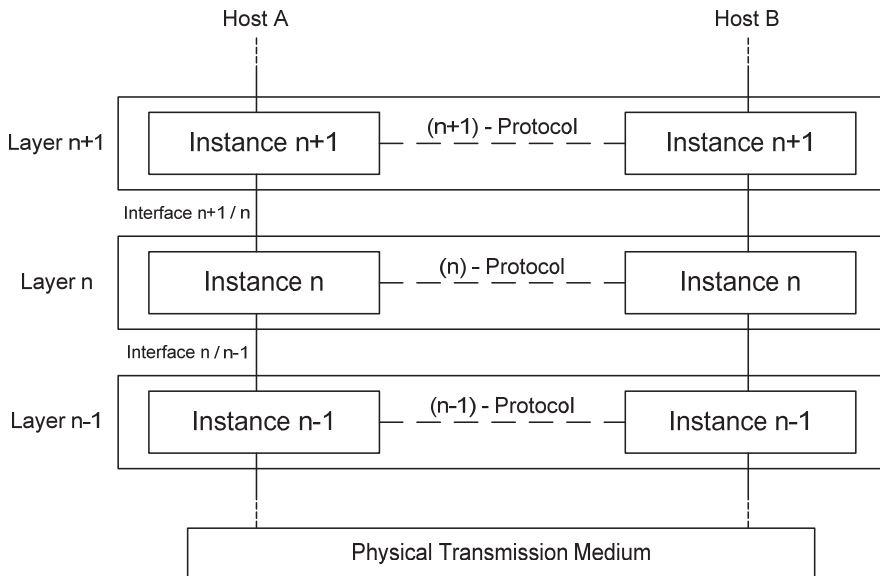 Host A
Host B
Layer n+1
Instance n+1
(n+1) - Protocol
Instance n+1
Interface n+1 / n
Layer n
Instance n
(n) - Protocol
Instance n
Interface n / n-1
Layer n-1
Instance n-1
(n-1) - Protocol
Instance n-1
Physical Transmission Medium